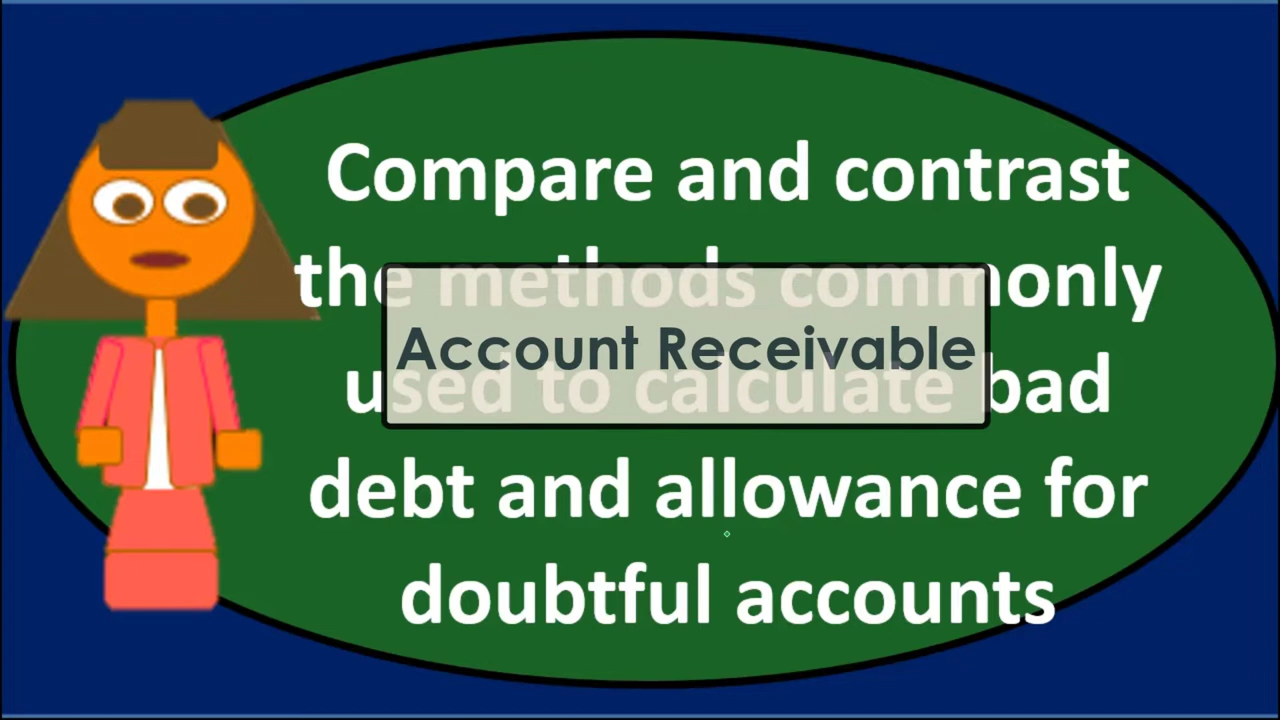 Compare and contrast
the methods commonly
Account Receivable
used to calculate bad
debt and allowance for
doubtful accounts